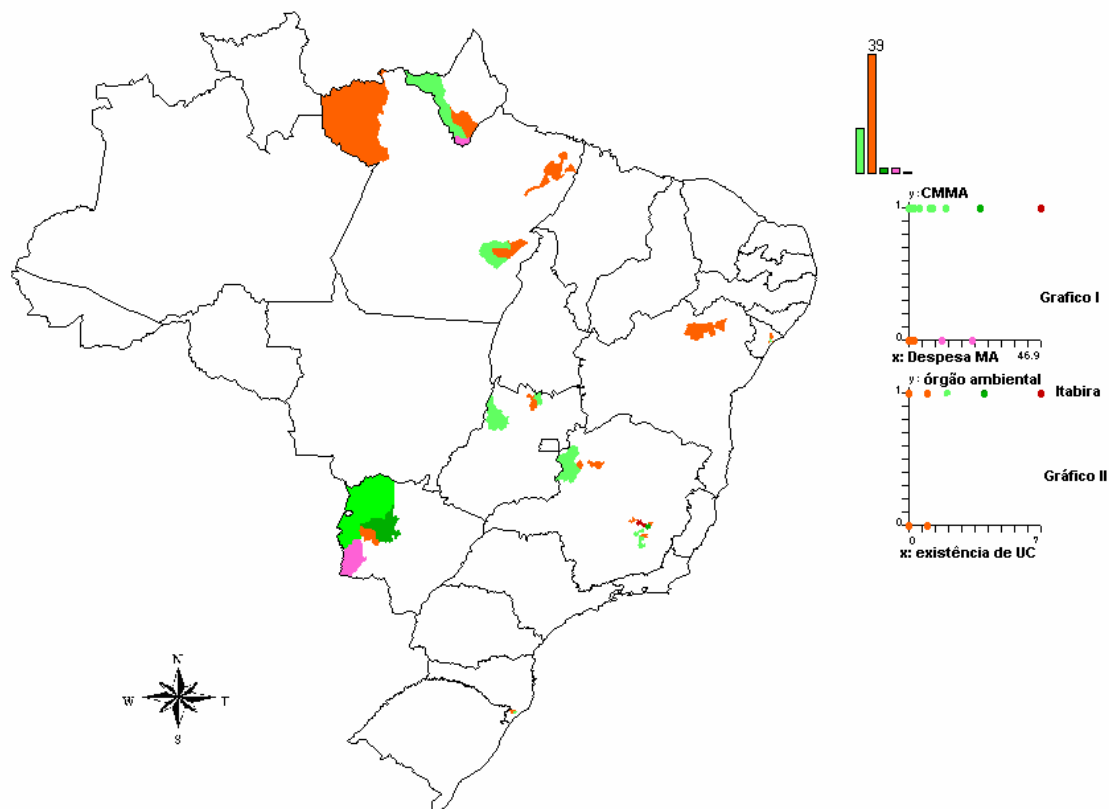 39
y: CMMA
1
Grafico I
0
x: Despesa MA 46.9
y: órgão ambiental
1
Itabira
Gráfico II
0
0 7
x: existência de UC
N
W T
S